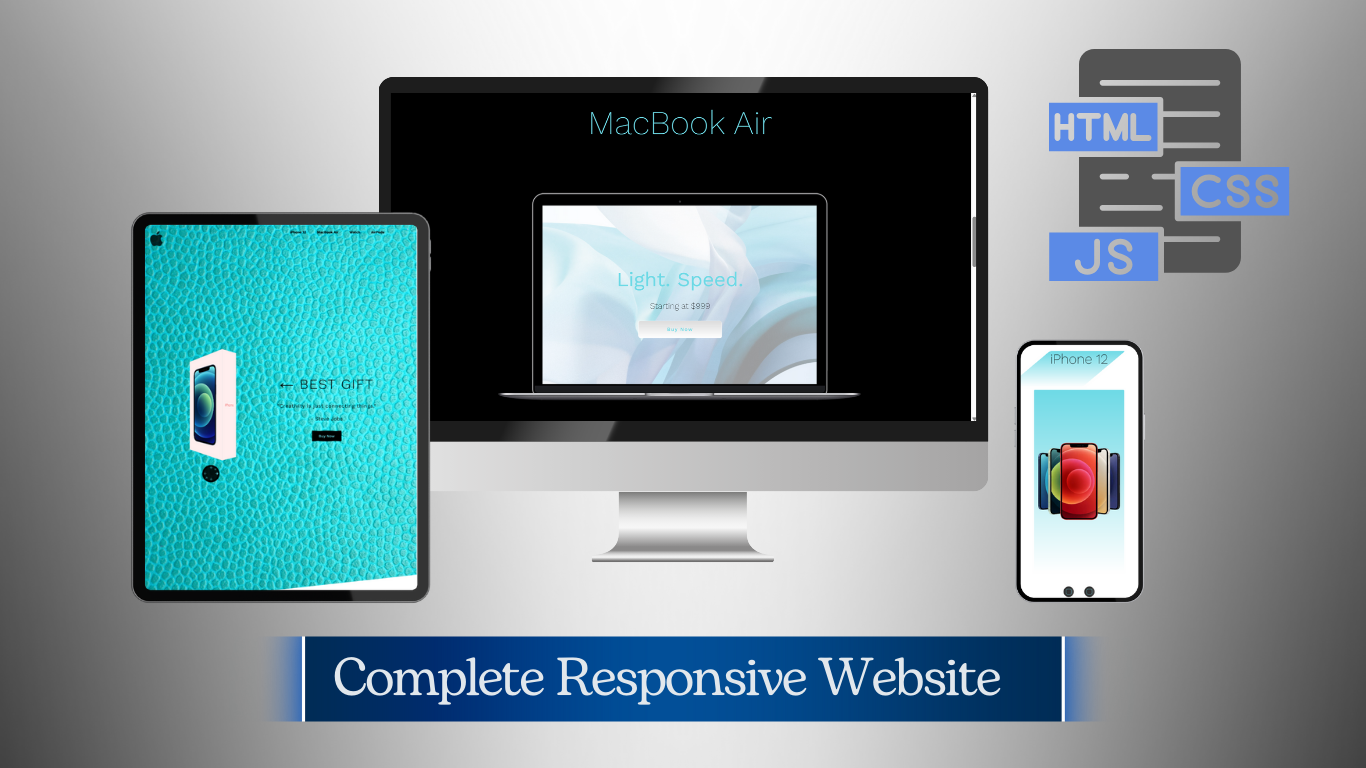 MacBook Air
Light. Speed.
Starting at $999
Buy Now
HTML
CSS
JS
iPhone 12 MacBook Air Watch AirPods
← BEST GIFT
"Creativity is just connecting things"
Steve Jobs
Buy Now
iPhone 12
Complete Responsive Website